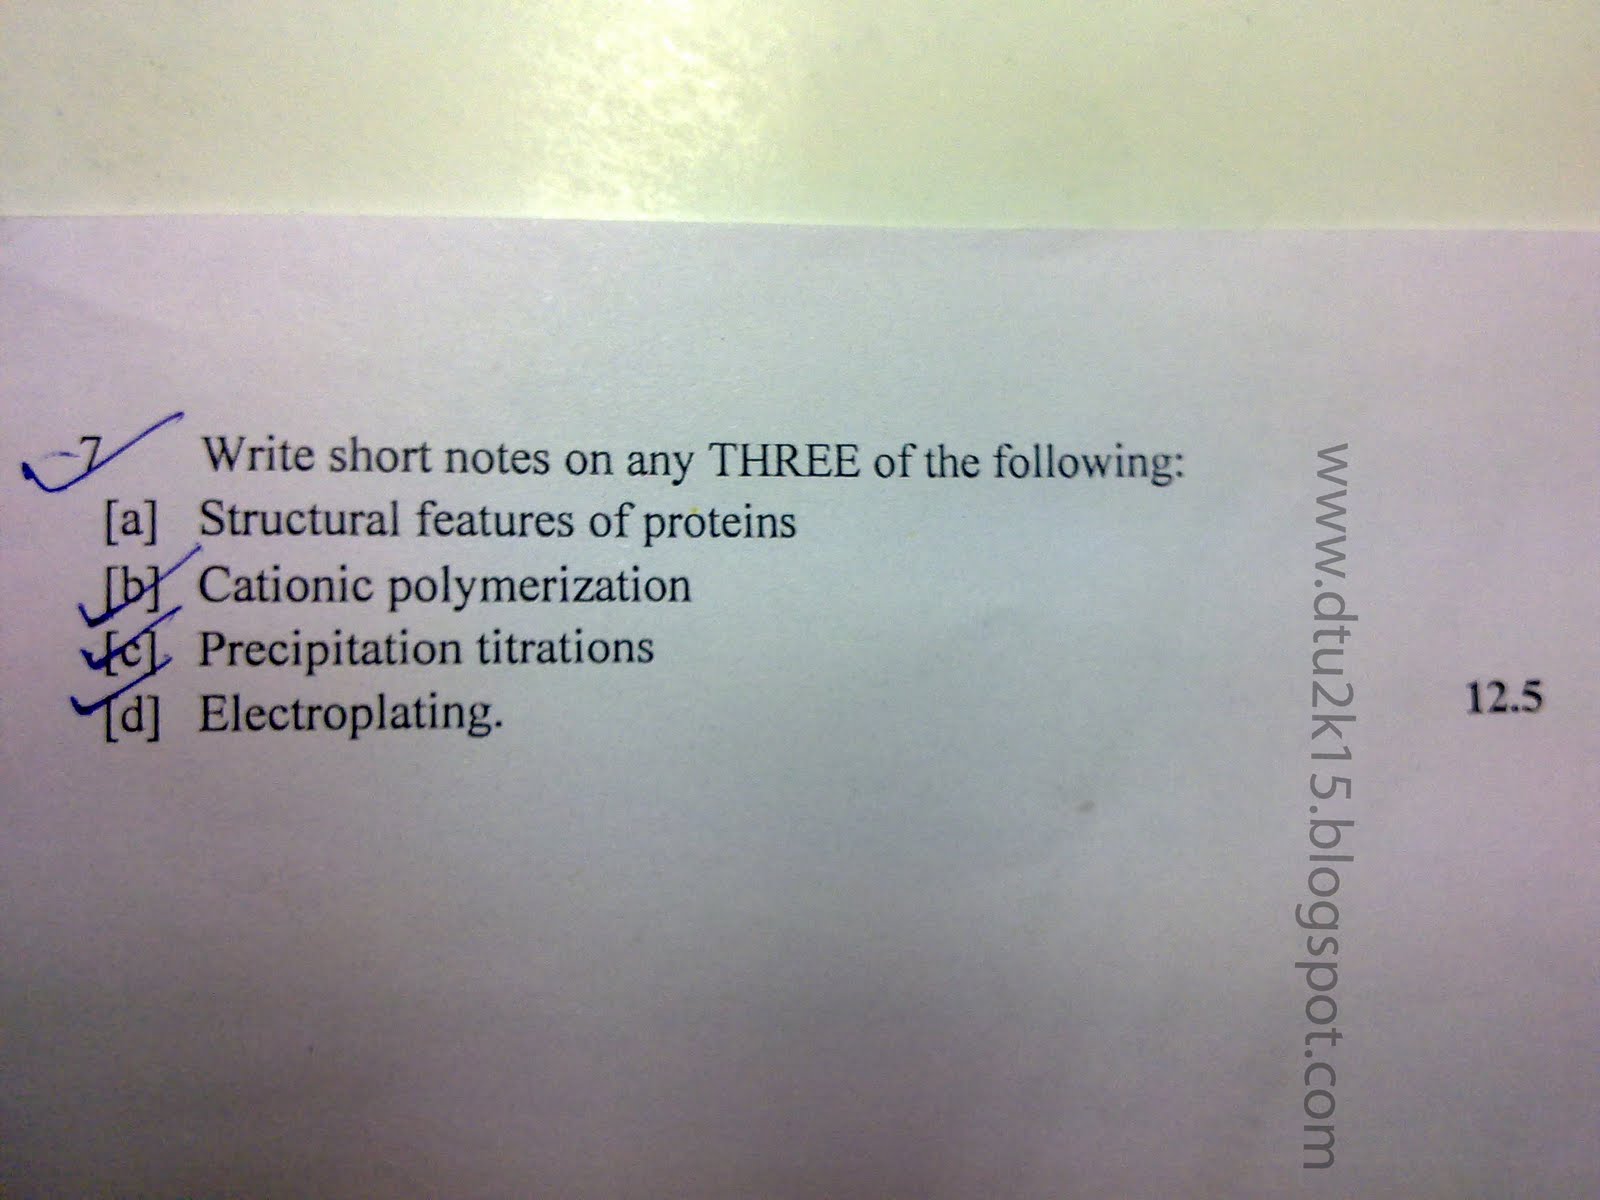 7 Write short notes on any THREE of the following:
[a] Structural features of proteins
[b] Cationic polymerization
[c] Precipitation titrations
[d] Electroplating.
12.5
www.dtu2k15.blogspot.com